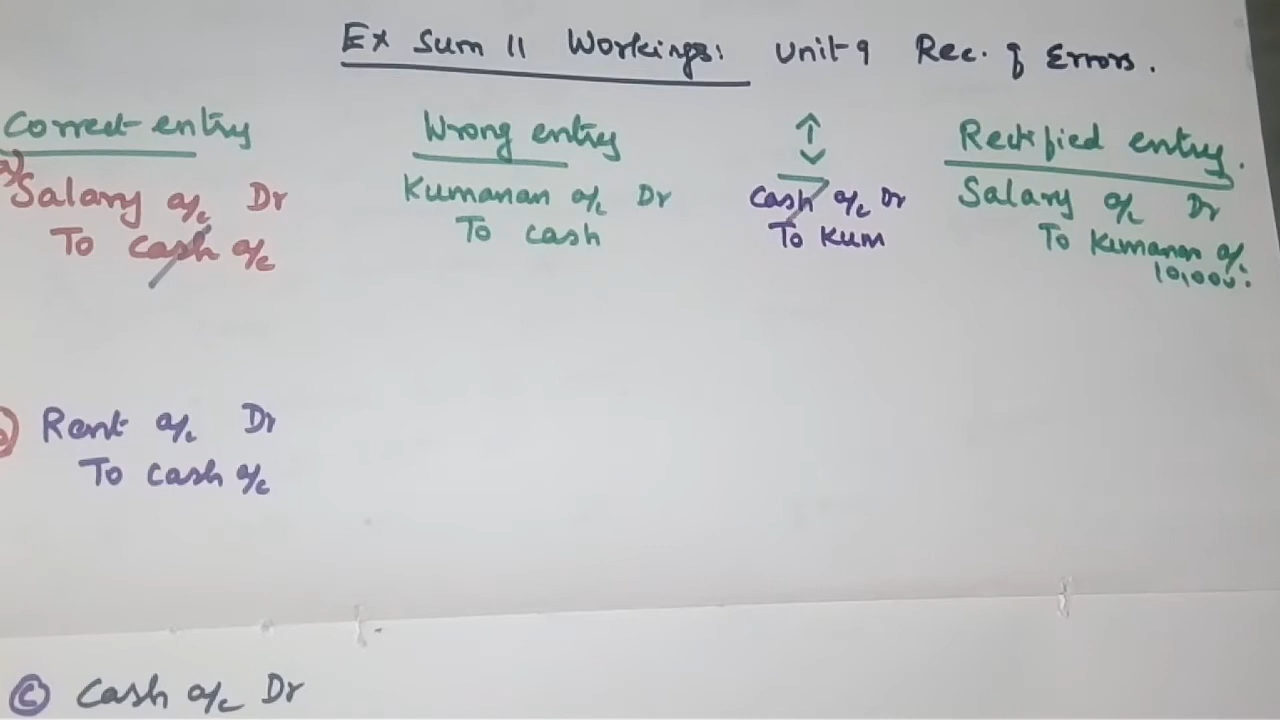 Ex Sum 11 Workings: Unit 9 Rec. of Errors.
Correct entry
Wrong entry
Rectified entry.
a) Salary a/c Dr
To cash a/c
Kumanan a/c Dr
To cash
Cash a/c Dr
To Kum
Salary a/c Dr
To Kumanan a/c
10,000.
b) Rent a/c Dr
To cash a/c
C Cash a/c Dr